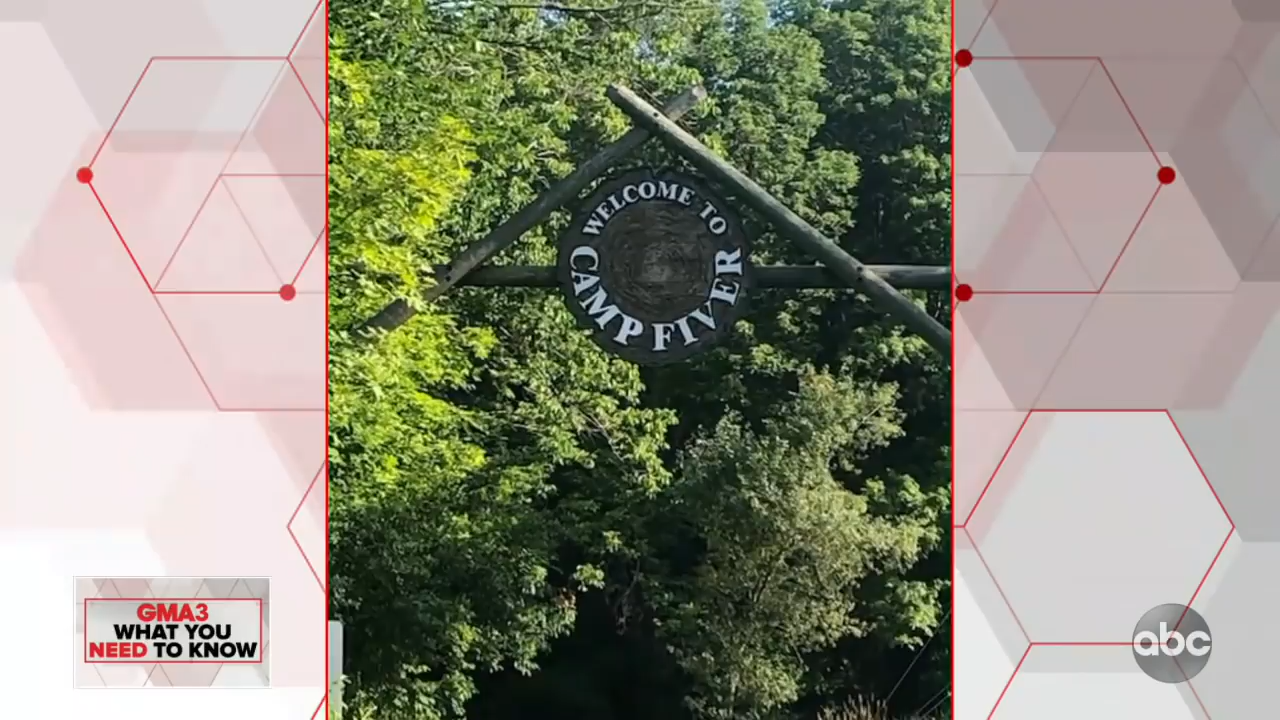 WELCOME TO
CAMP FIVER
GMA3
WHAT YOU
NEED TO KNOW
abc